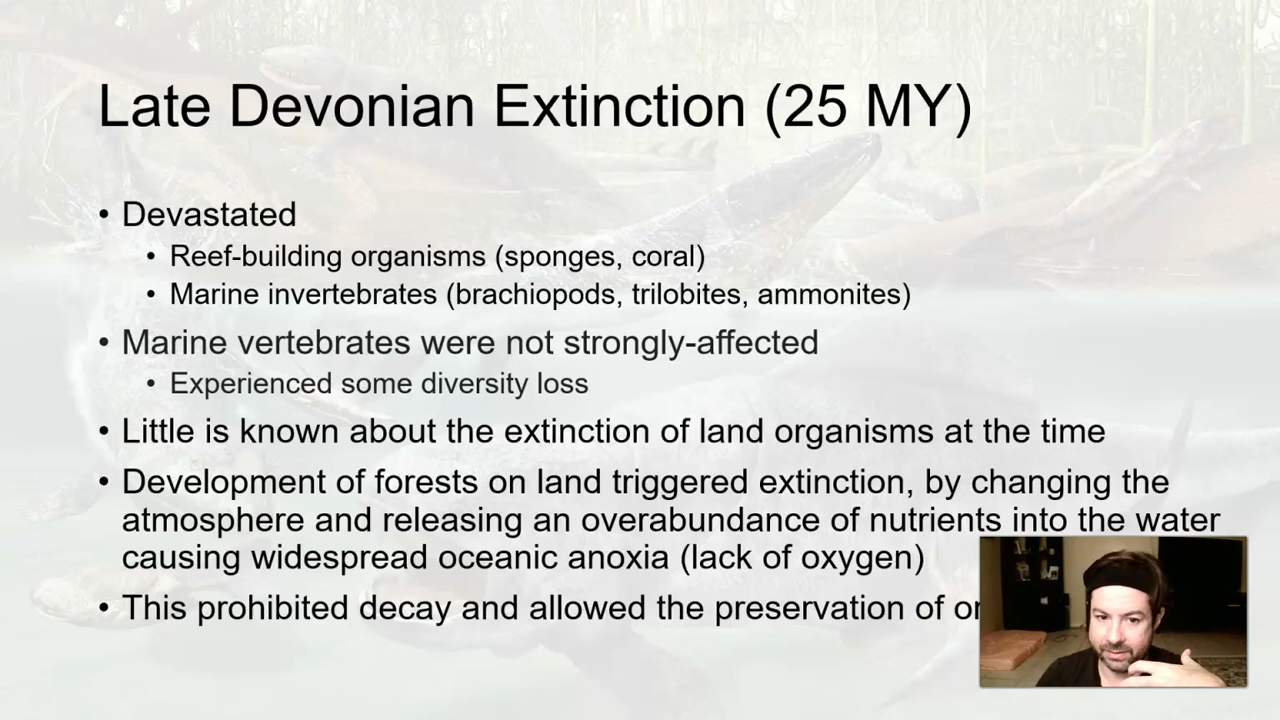 Late Devonian Extinction (25 MY)
• Devastated
• Reef-building organisms (sponges, coral)
• Marine invertebrates (brachiopods, trilobites, ammonites)
• Marine vertebrates were not strongly-affected
• Experienced some diversity loss
• Little is known about the extinction of land organisms at the time
• Development of forests on land triggered extinction, by changing the
atmosphere and releasing an overabundance of nutrients into the water
causing widespread oceanic anoxia (lack of oxygen)
• This prohibited decay and allowed the preservation of